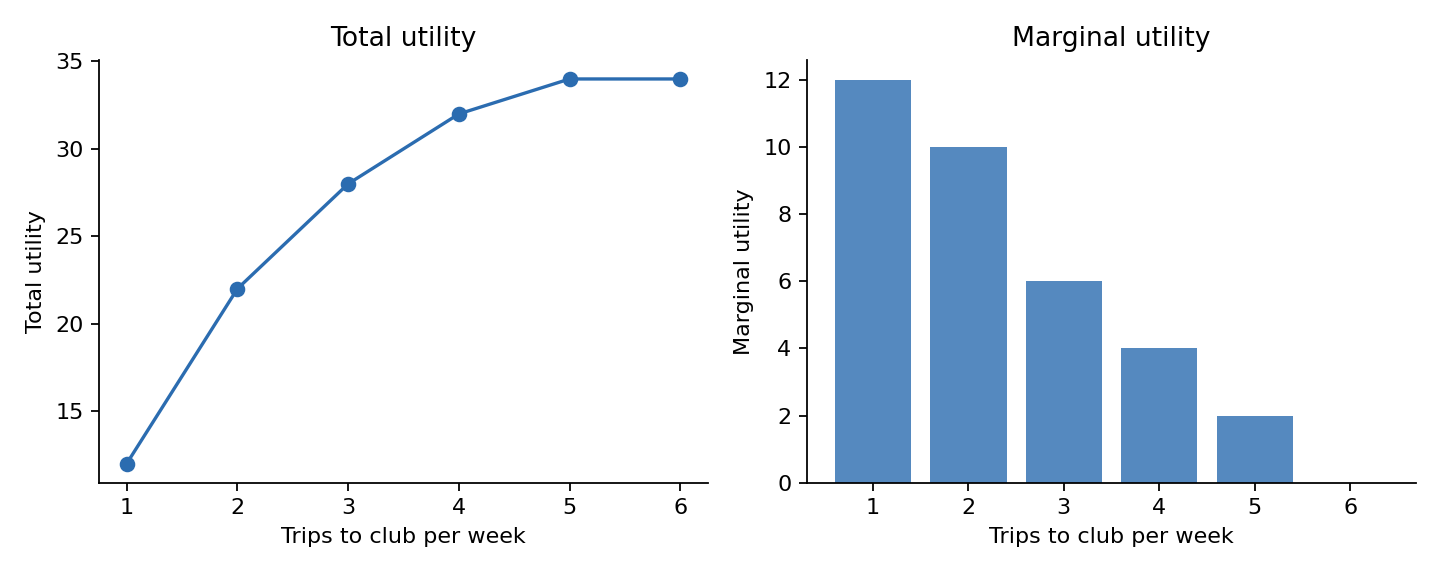 Total utility
35
30
25
20
15
Total utility
1 2 3 4 5 6
Trips to club per week
Marginal utility
12
10
8
6
4
2
0
Marginal utility
1 2 3 4 5 6
Trips to club per week